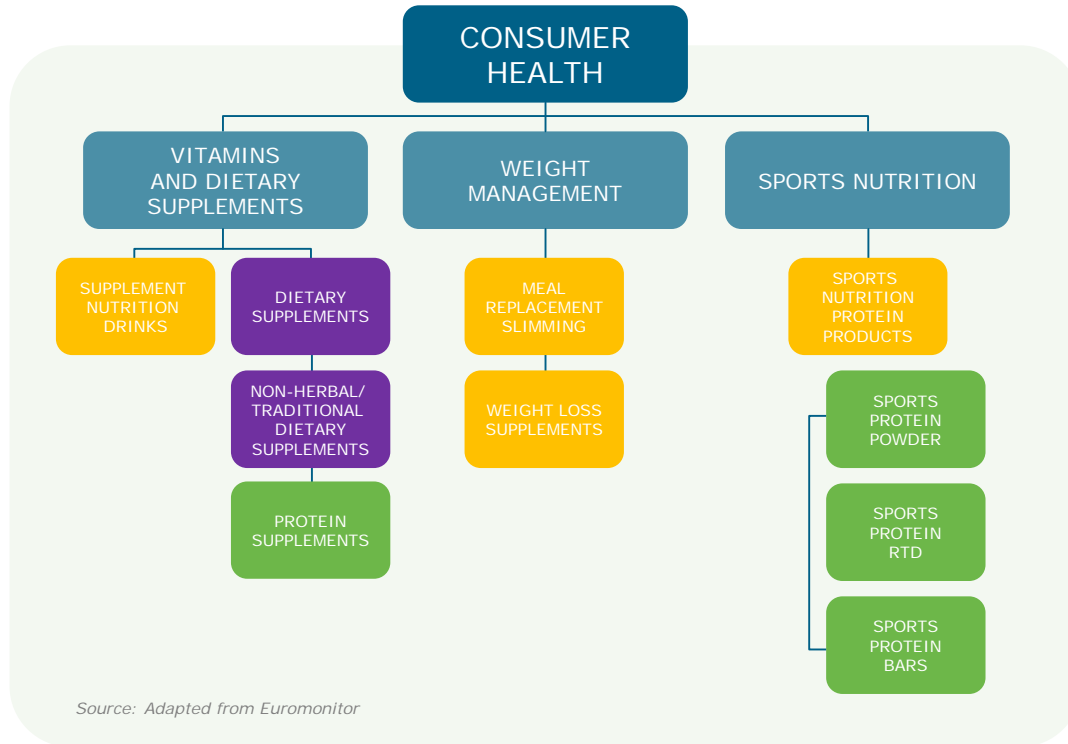 CONSUMER
HEALTH
VITAMINS
AND DIETARY
SUPPLEMENTS
WEIGHT
MANAGEMENT
SPORTS NUTRITION
SUPPLEMENT
NUTRITION
DRINKS
DIETARY
SUPPLEMENTS
NON-HERBAL/
TRADITIONAL
DIETARY
SUPPLEMENTS
PROTEIN
SUPPLEMENTS
MEAL
REPLACEMENT
SLIMMING
WEIGHT LOSS
SUPPLEMENTS
SPORTS
NUTRITION
PROTEIN
PRODUCTS
SPORTS
PROTEIN
POWDER
SPORTS
PROTEIN
RTD
SPORTS
PROTEIN
BARS
Source: Adapted from Euromonitor